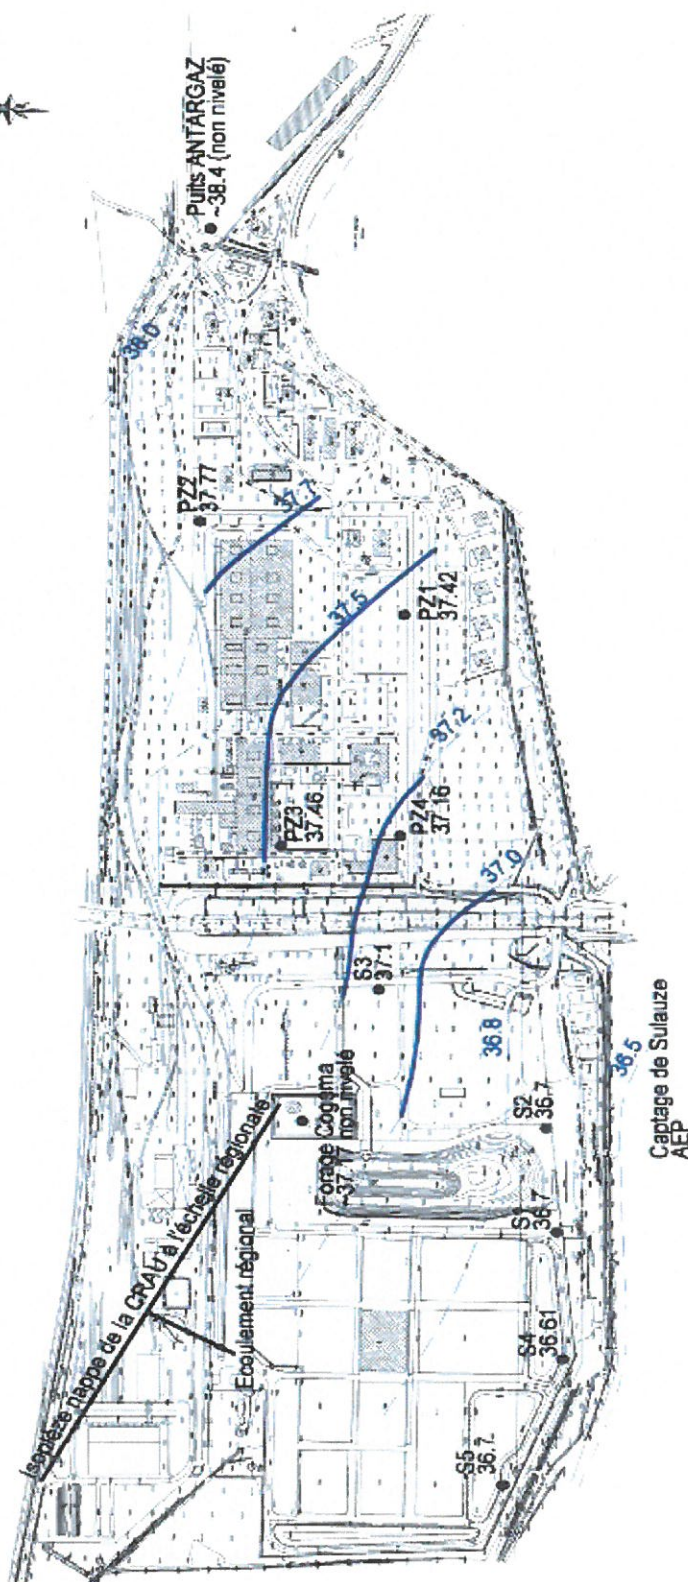 Puits ANTARGAZ
~38.4 (non nivelé)
38.0
PZ2
37.77
37.7
37.5
PZ1
37.42
37.2
PZ3
37.46
PZ4
37.16
37.0
S3
37.1
36.8
36.5
Captage de Sulauze
AEP
Isopièze nappe de la CRAU à l'échelle régionale
Ecoulement régional
Forage Cogema
non nivelé
S2
36.7
S1
36.7
S4
36.61
S5
36.7